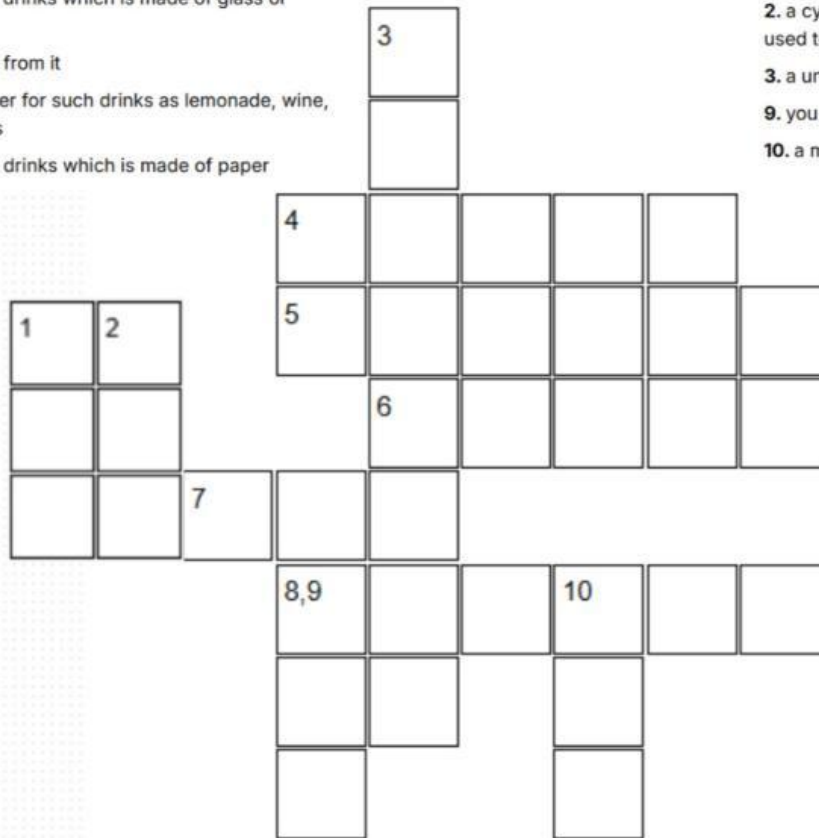 drinks which is made of glass or
from it
er for such drinks as lemonade, wine,
s
drinks which is made of paper
2. a cy
used t
3. a un
9. you
10. a m
3
4
5
1 2
6
7
8,9 10